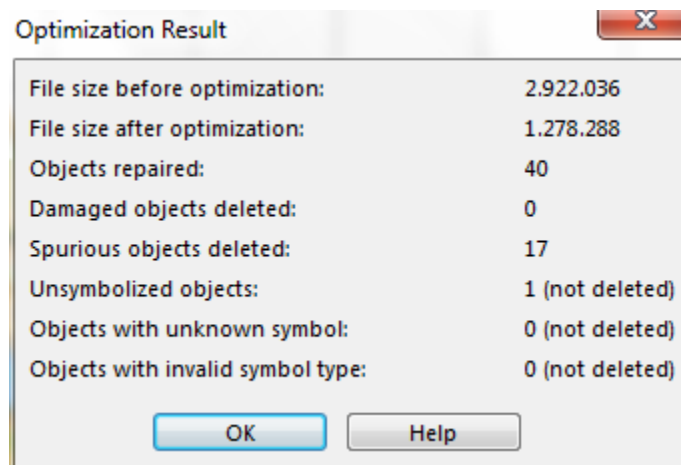 Optimization Result
File size before optimization: 2.922.036
File size after optimization: 1.278.288
Objects repaired: 40
Damaged objects deleted: 0
Spurious objects deleted: 17
Unsymbolized objects: 1 (not deleted)
Objects with unknown symbol: 0 (not deleted)
Objects with invalid symbol type: 0 (not deleted)
OK Help